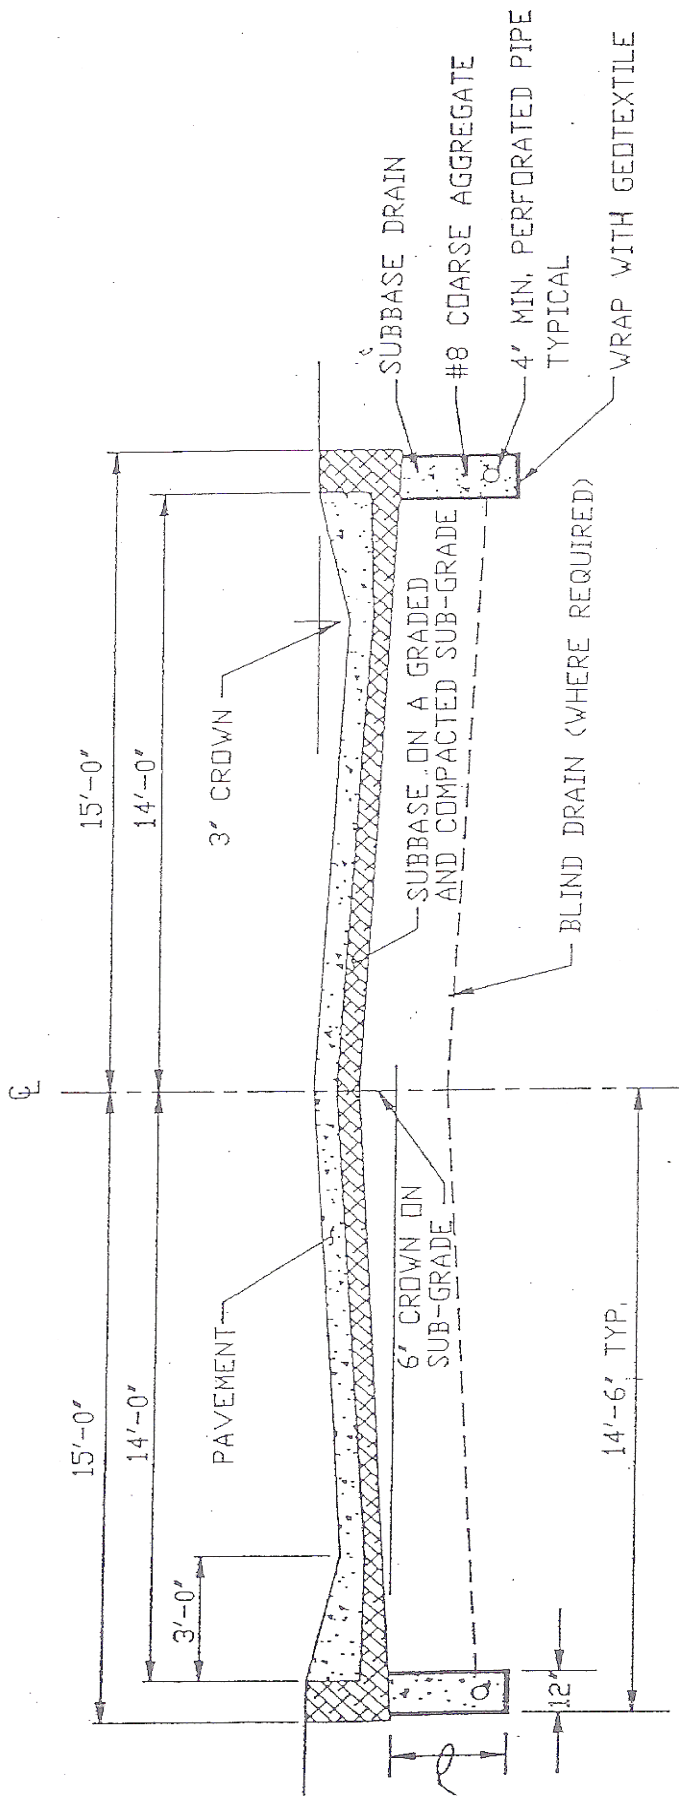 ℄
15'-0"
15'-0"
14'-0"
14'-0"
3'-0"
PAVEMENT
3" CROWN
6" CROWN ON
SUB-GRADE
SUBBASE ON A GRADED
AND COMPACTED SUB-GRADE
SUBBASE DRAIN
#8 COARSE AGGREGATE
4" MIN. PERFORATED PIPE
TYPICAL
WRAP WITH GEOTEXTILE
BLIND DRAIN (WHERE REQUIRED)
14'-6" TYP.
12"